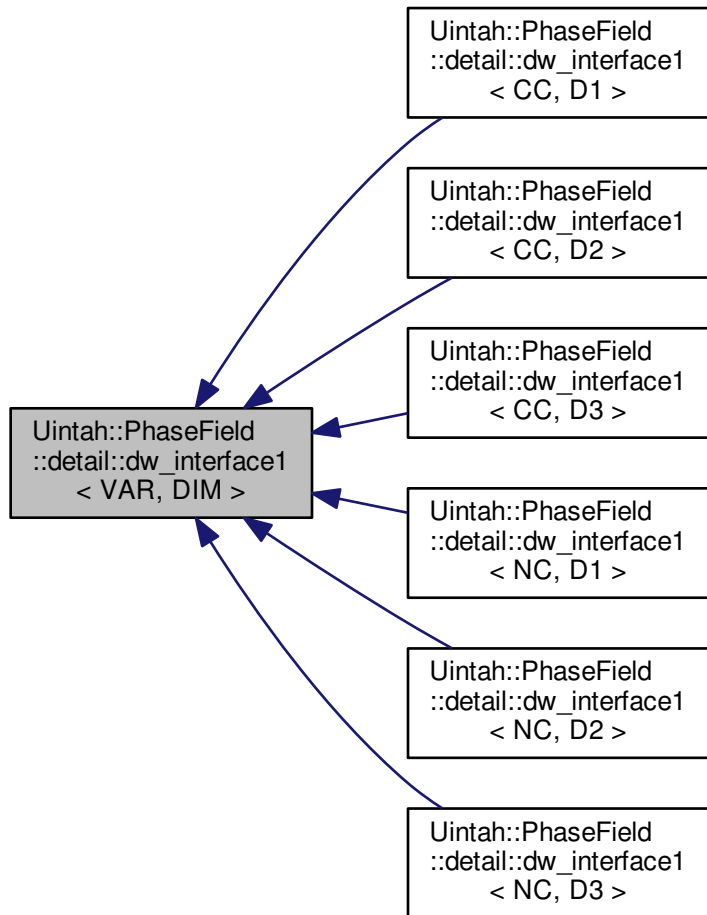 Uintah::PhaseField
::detail::dw_interface1
< CC, D1 >
Uintah::PhaseField
::detail::dw_interface1
< CC, D2 >
Uintah::PhaseField
::detail::dw_interface1
< CC, D3 >
Uintah::PhaseField
::detail::dw_interface1
< VAR, DIM >
Uintah::PhaseField
::detail::dw_interface1
< NC, D1 >
Uintah::PhaseField
::detail::dw_interface1
< NC, D2 >
Uintah::PhaseField
::detail::dw_interface1
< NC, D3 >